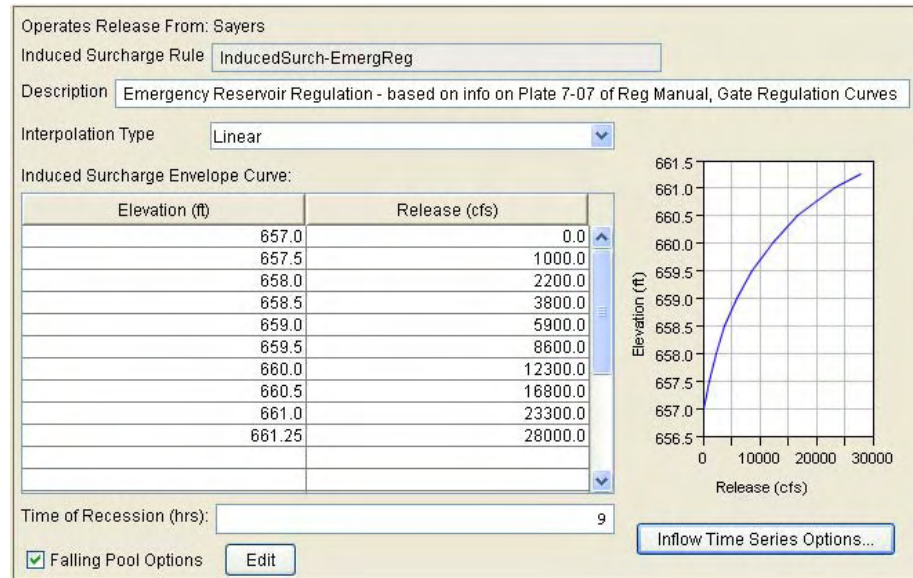 Operates Release From: Sayers
Induced Surcharge Rule InducedSurch-EmergReg
Description Emergency Reservoir Regulation - based on info on Plate 7-07 of Reg Manual, Gate Regulation Curves
Interpolation Type Linear
Induced Surcharge Envelope Curve:
Elevation (ft) Release (cfs)
657.0 0.0
657.5 1000.0
658.0 2200.0
658.5 3800.0
659.0 5900.0
659.5 8600.0
660.0 12300.0
660.5 16800.0
661.0 23300.0
661.25 28000.0
Time of Recession (hrs): 9
Falling Pool Options Edit
661.5
661.0
660.5
660.0
659.5
659.0
658.5
658.0
657.5
657.0
656.5
Elevation (ft)
0 10000 20000 30000
Release (cfs)
Inflow Time Series Options...